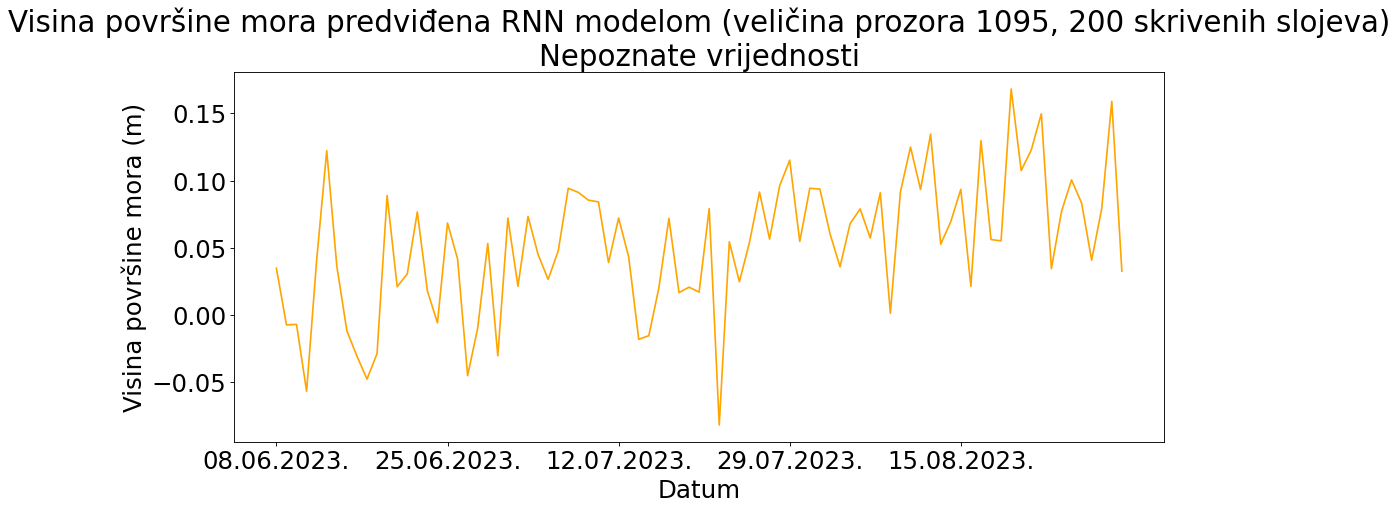 Visina površine mora predviđena RNN modelom (veličina prozora 1095, 200 skrivenih slojeva)
Nepoznate vrijednosti
Visina površine mora (m)
0.15
0.10
0.05
0.00
−0.05
08.06.2023.
25.06.2023.
12.07.2023.
29.07.2023.
15.08.2023.
Datum